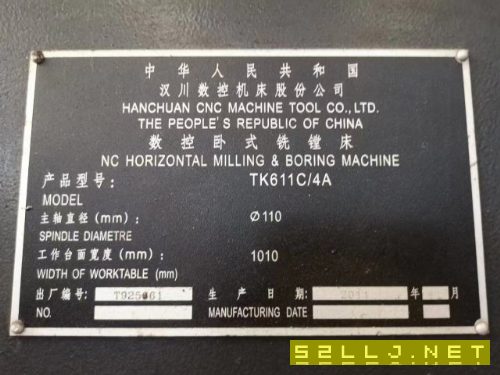 中华人民共和国
汉川数控机床股份公司
HANCHUAN CNC MACHINE TOOL CO., LTD.
THE PEOPLE'S REPUBLIC OF CHINA
数控卧式铣镗床
NC HORIZONTAL MILLING & BORING MACHINE
产品型号: TK611C/4A
MODEL
主轴直径(mm): Ø110
SPINDLE DIAMETRE
工作台面宽度(mm): 1010
WIDTH OF WORKTABLE (mm)
出厂编号: 生产日期: 2011 年 月
NO. MANUFACTURING DATE
52LLJ.NET